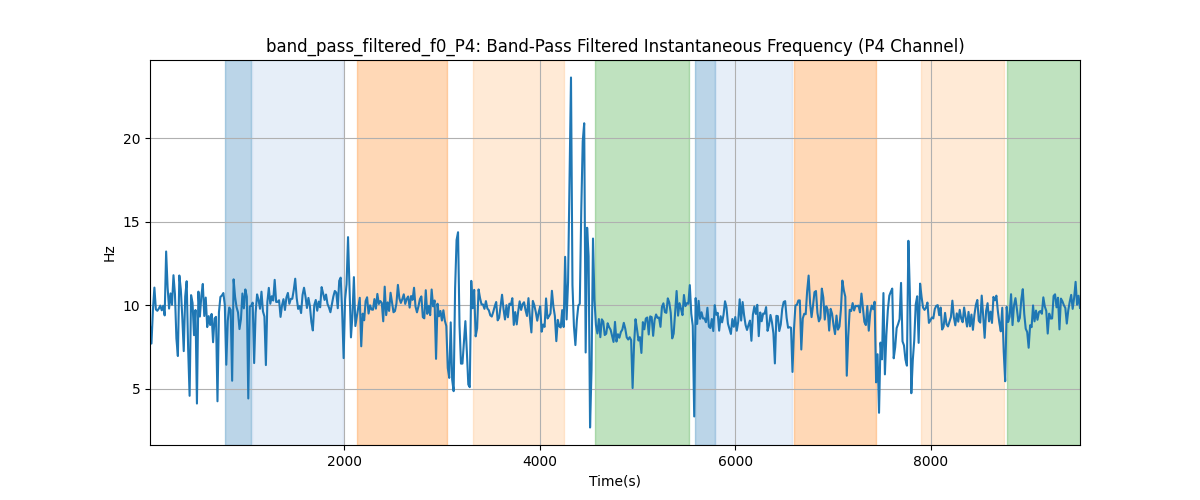 band_pass_filtered_f0_P4: Band-Pass Filtered Instantaneous Frequency (P4 Channel)
20
15
10
5
Hz
2000 4000 6000 8000
Time(s)